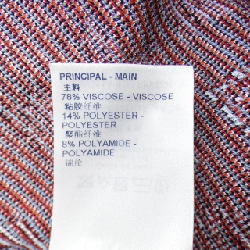 PRINCIPAL - MAIN
主料
78% VISCOSE - VISCOSE
粘胶纤维
14% POLYESTER -
POLYESTER
聚酯纤维
8% POLYAMIDE -
POLYAMIDE
锦纶